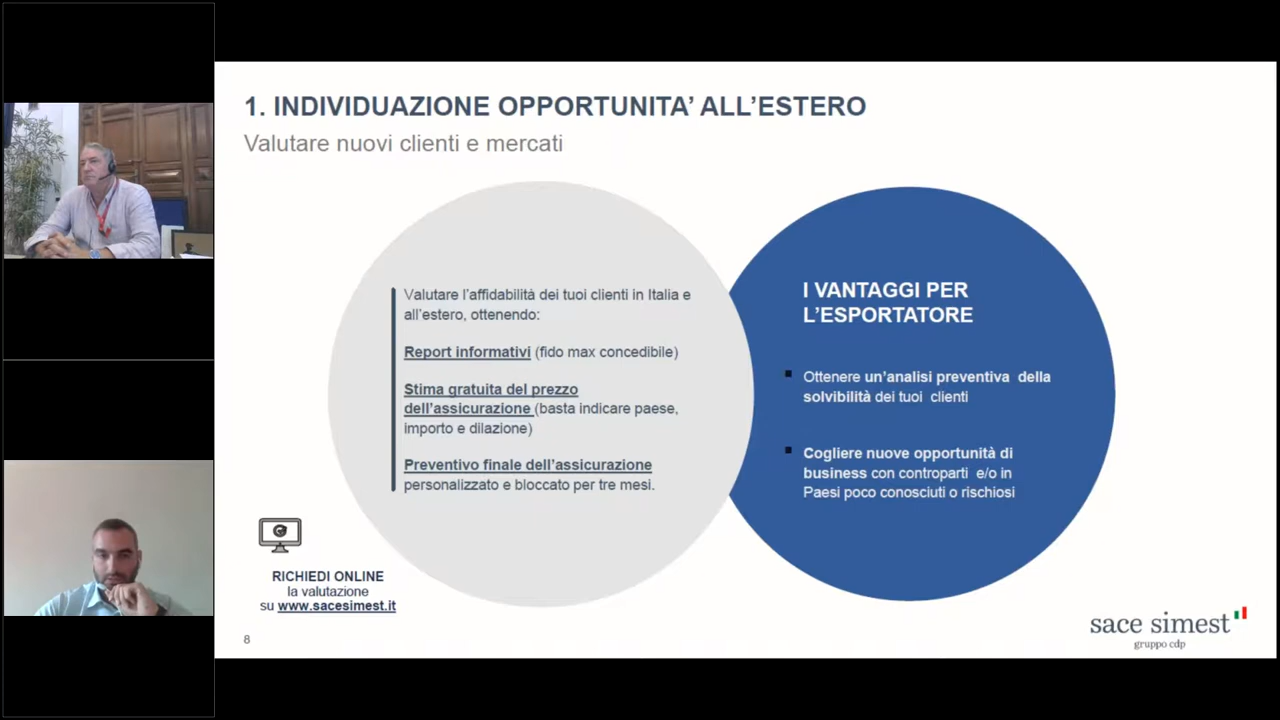 1. INDIVIDUAZIONE OPPORTUNITA’ ALL’ESTERO
Valutare nuovi clienti e mercati
Valutare l’affidabilità dei tuoi clienti in Italia e
all’estero, ottenendo:
Report informativi (fido max concedibile)
Stima gratuita del prezzo
dell’assicurazione (basta indicare paese,
importo e dilazione)
Preventivo finale dell’assicurazione
personalizzato e bloccato per tre mesi.
I VANTAGGI PER
L’ESPORTATORE
Ottenere un’analisi preventiva della
solvibilità dei tuoi clienti
Cogliere nuove opportunità di
business con controparti e/o in
Paesi poco conosciuti o rischiosi
RICHIEDI ONLINE
la valutazione
su www.sacesimest.it
8
sace simest
gruppo cdp